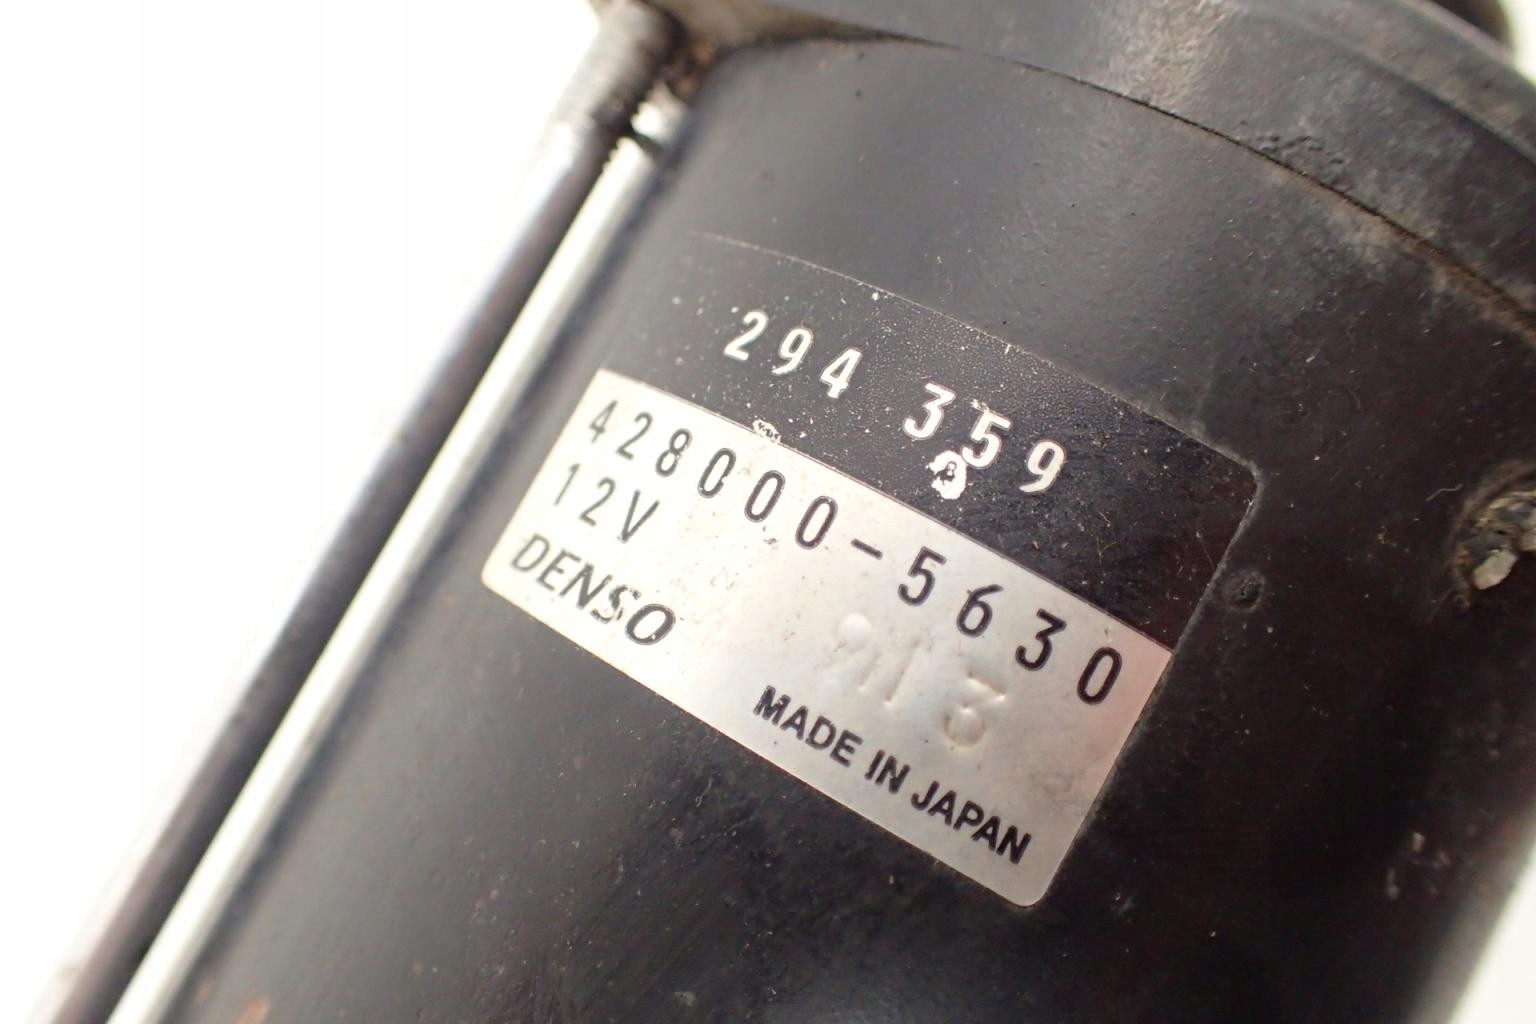 294 359
428000-5630
12V
DENSO
MADE IN JAPAN